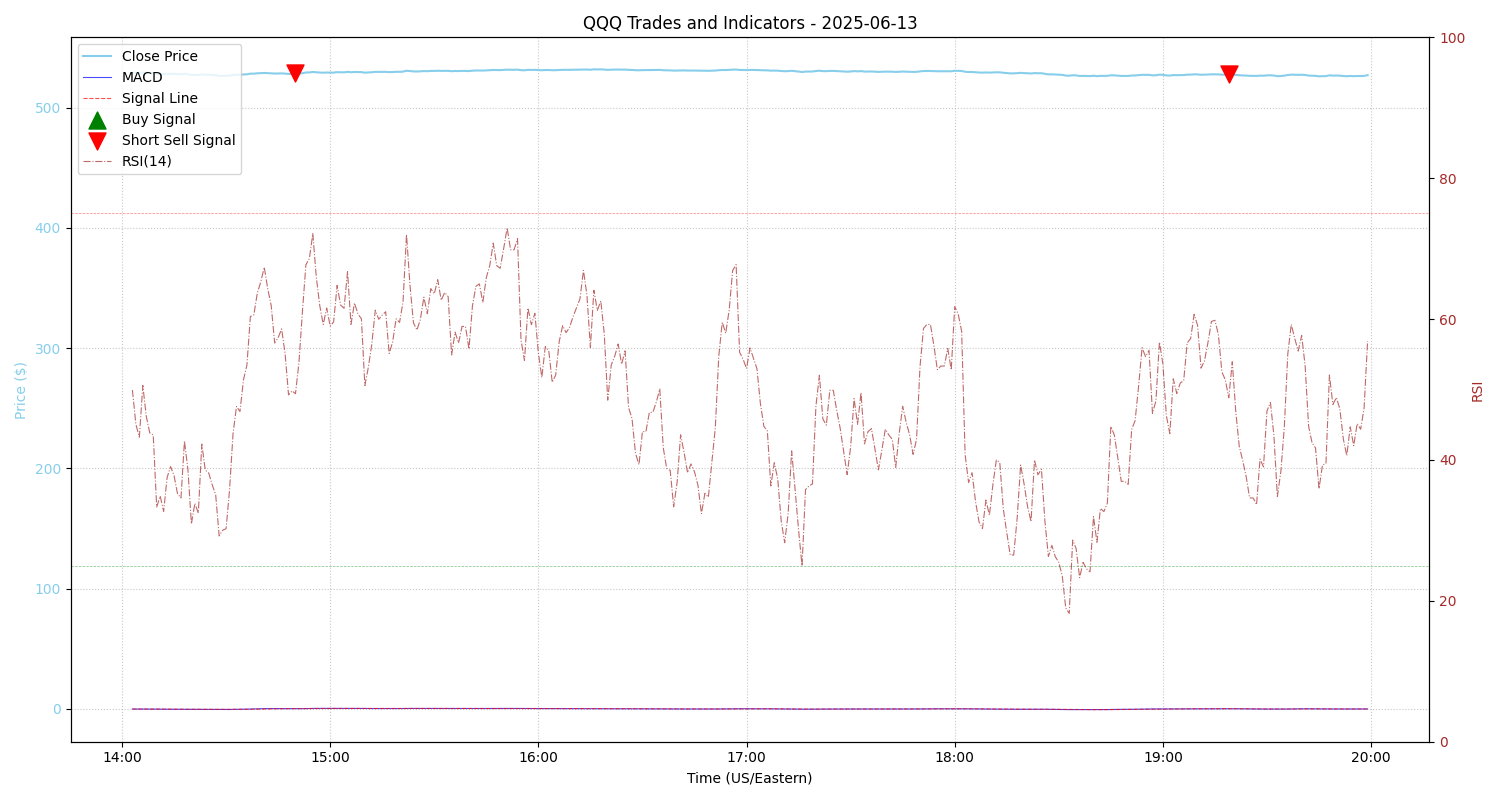 QQQ Trades and Indicators - 2025-06-13
Close Price
MACD
Signal Line
Buy Signal
Short Sell Signal
RSI(14)
500
400
300
200
100
0
Price ($)
100
80
60
40
20
0
RSI
14:00
15:00
16:00
17:00
18:00
19:00
20:00
Time (US/Eastern)